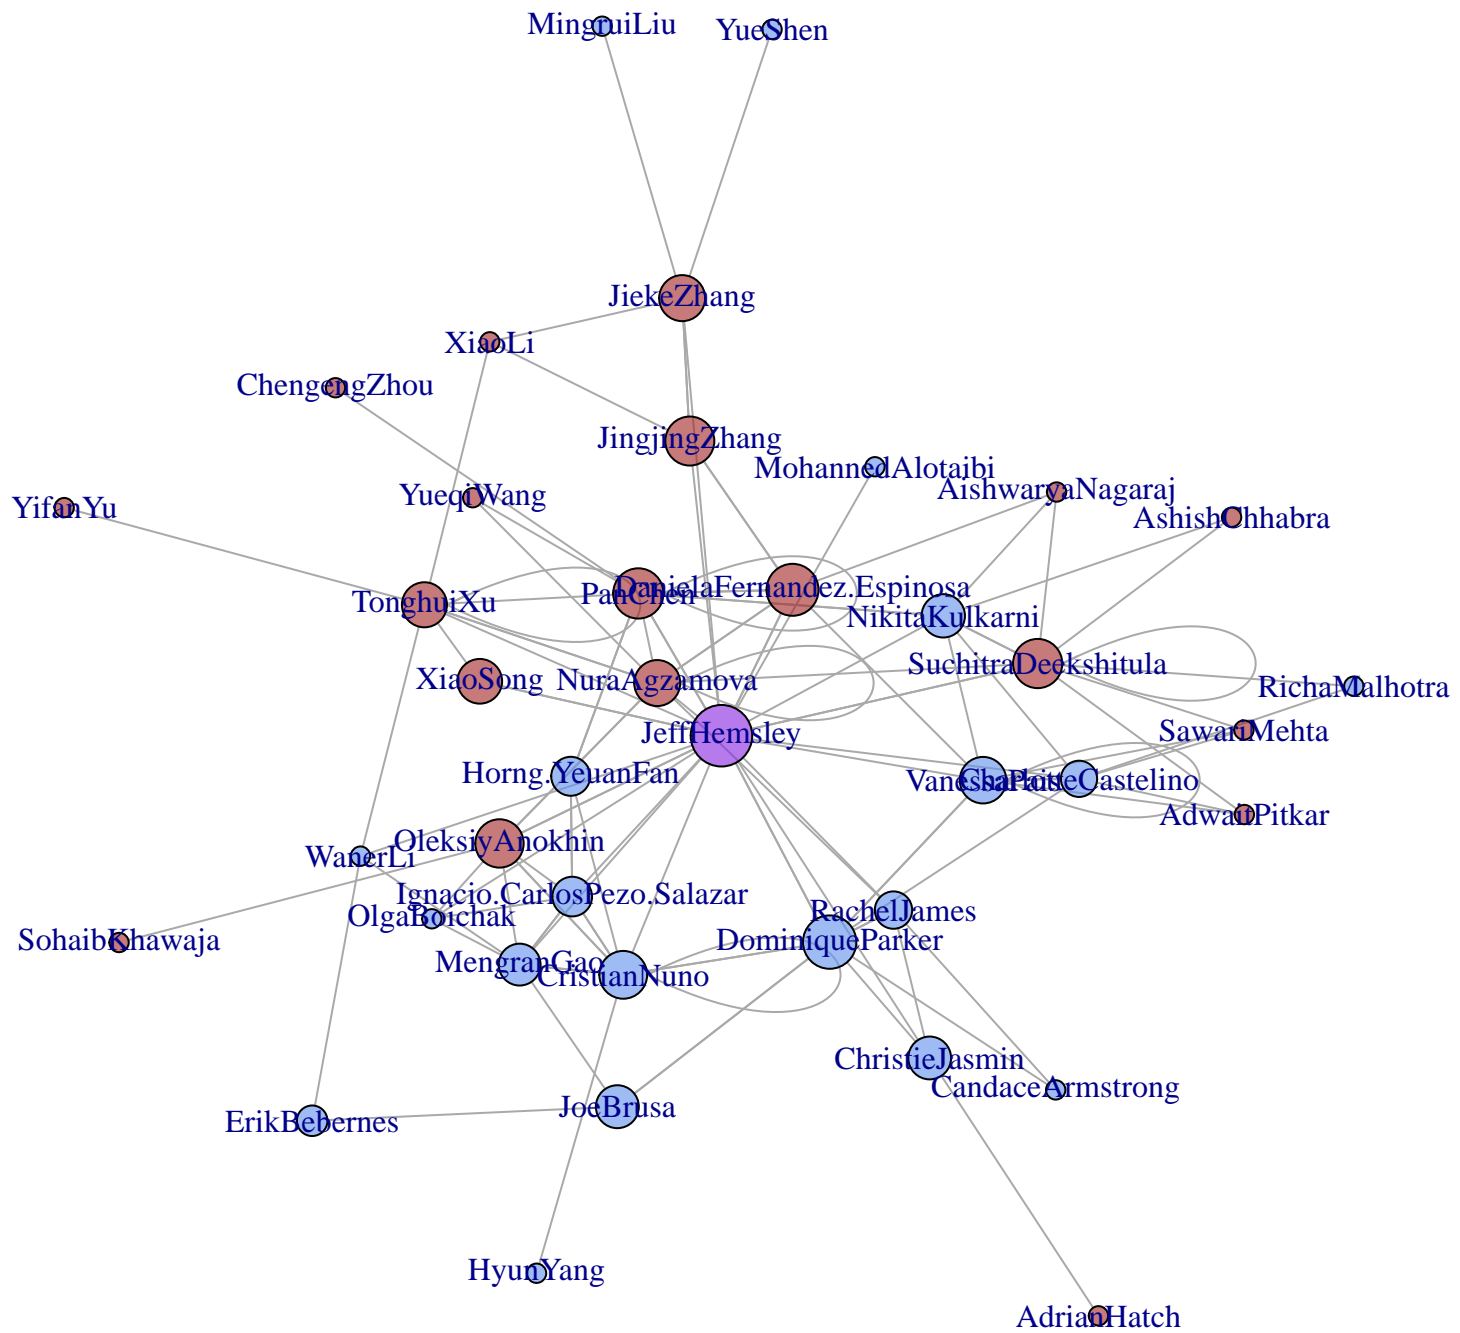 MingruiLiu
YueShen
JiekeZhang
XiaoLi
ChengengZhou
JingjingZhang
MohannedAlotaibi
AishwaryaNagaraj
YueqiWang
YifanYu
AshishChhabra
DanielaFernandez.Espinosa
PanChen
TonghuiXu
NikitaKulkarni
SuchitraDeekshitula
XiaoSong
NuraAgzamova
RichaMalhotra
JeffHemsley
SawariMehta
Horng.YeuanFan
VanessaPaus
CharlotteCastelino
AdwaitPitkar
OleksiyAnokhin
WanerLi
Ignacio.CarlosPezo.Salazar
OlgaBoichak
RachelJames
SohaibKhawaja
DominiqueParker
MengranGao
CristianNuno
ChristieJasmin
CandaceArmstrong
JoeBrusa
ErikBebernes
HyunYang
AdrianHatch